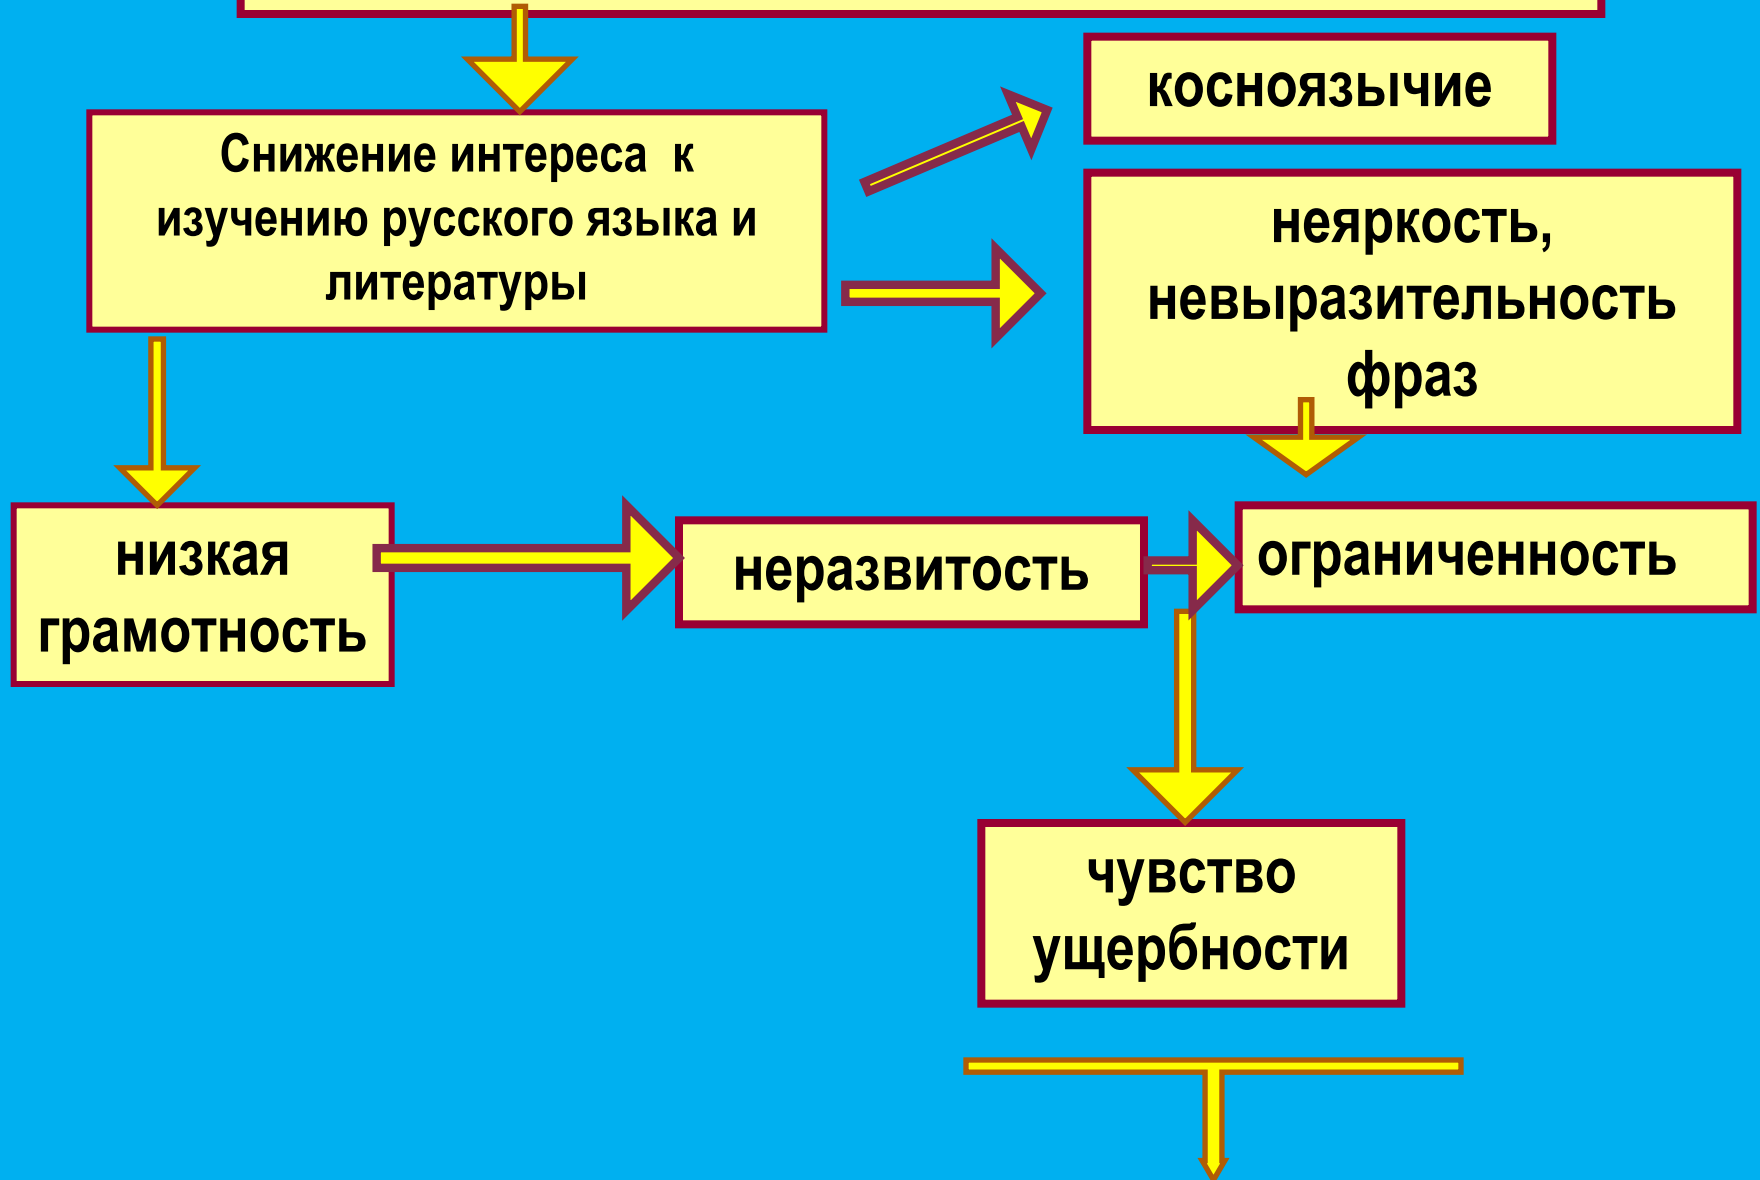 косноязычие
Снижение интереса к
изучению русского языка и
литературы
неяркость,
невыразительность
фраз
низкая
грамотность
неразвитость
ограниченность
чувство
ущербности